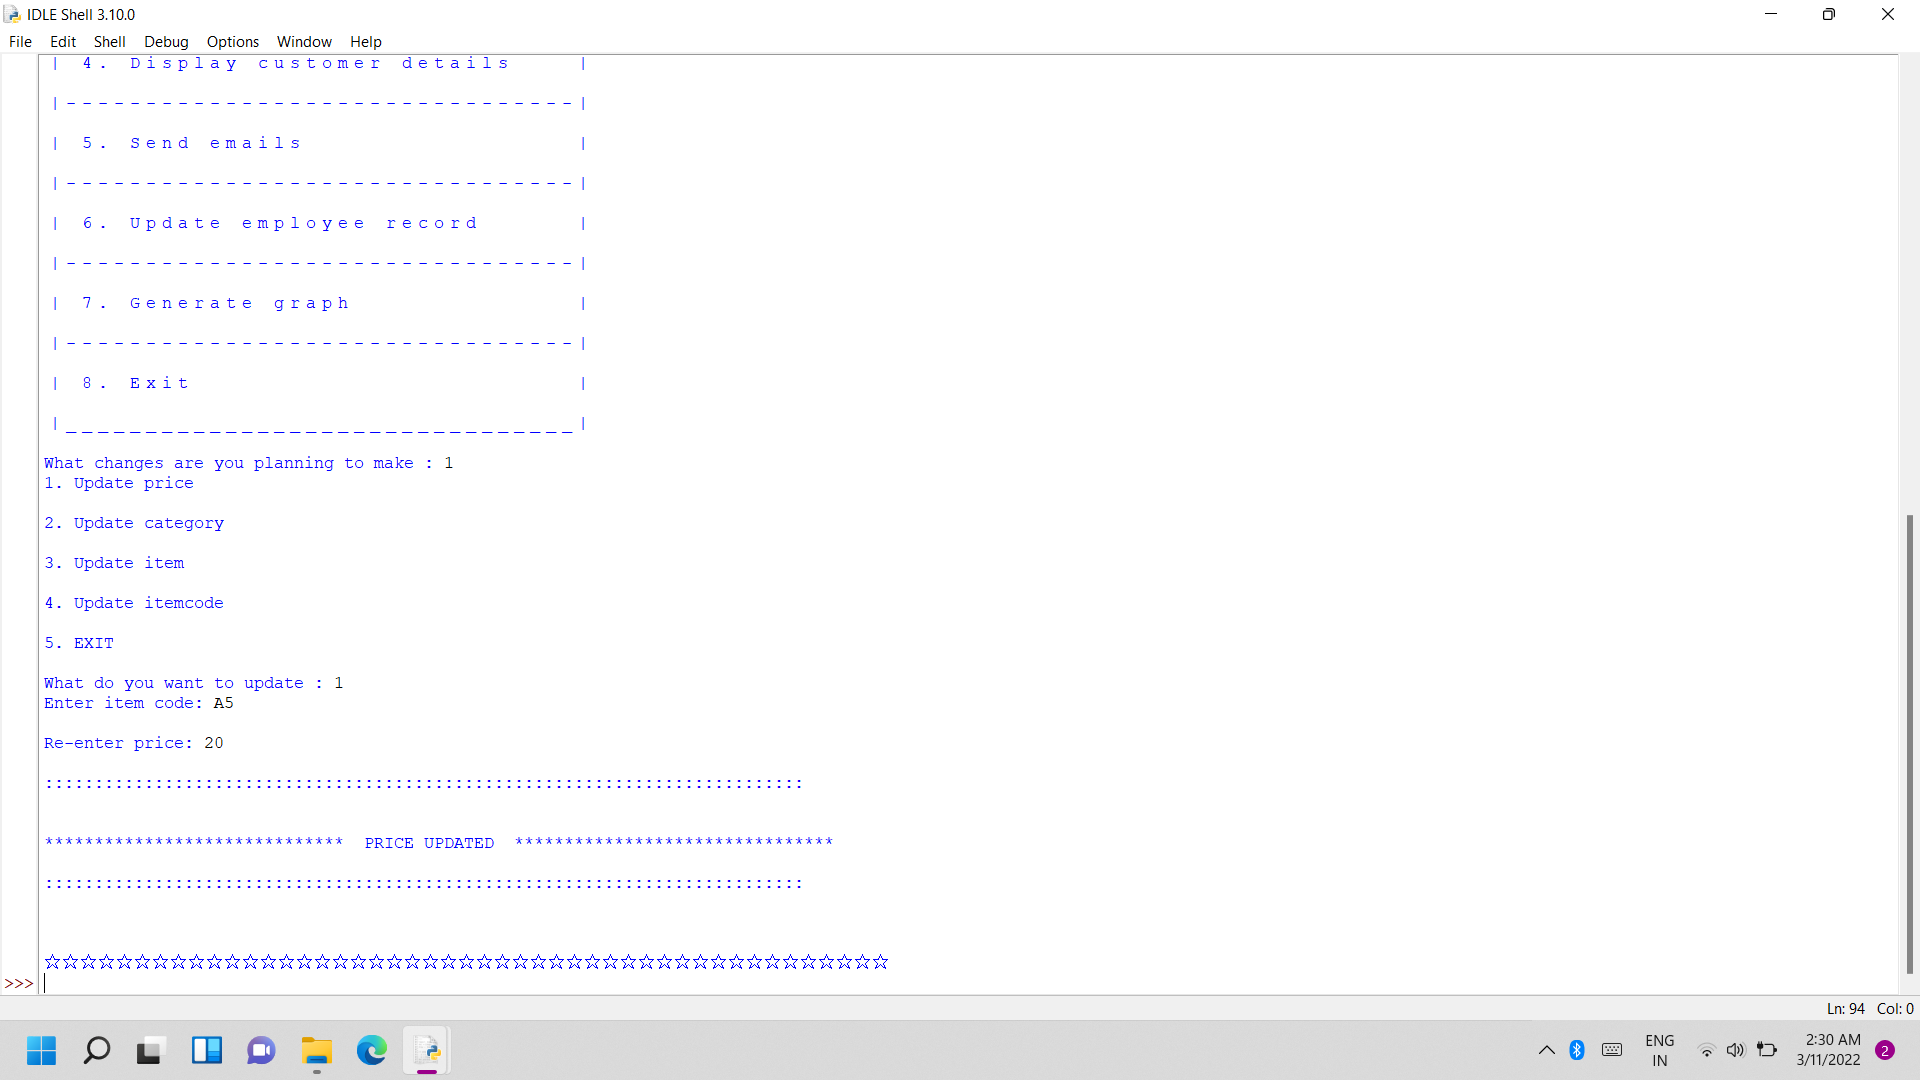 IDLE Shell 3.10.0
File Edit Shell Debug Options Window Help
| 4. Display customer details |
|--------------------------------|
| 5. Send emails |
|--------------------------------|
| 6. Update employee record |
|--------------------------------|
| 7. Generate graph |
|--------------------------------|
| 8. Exit |
|________________________________|
What changes are you planning to make : 1
1. Update price
2. Update category
3. Update item
4. Update itemcode
5. EXIT
What do you want to update : 1
Enter item code: A5
Re-enter price: 20
::::::::::::::::::::::::::::::::::::::::::::::::::::::::::::::::::::::::::::
****************************** PRICE UPDATED ********************************
::::::::::::::::::::::::::::::::::::::::::::::::::::::::::::::::::::::::::::
☆☆☆☆☆☆☆☆☆☆☆☆☆☆☆☆☆☆☆☆☆☆☆☆☆☆☆☆☆☆☆☆☆☆☆☆☆☆☆☆☆☆☆☆☆☆☆
>>>
Ln: 94 Col: 0
ENG
IN
2:30 AM
3/11/2022
2